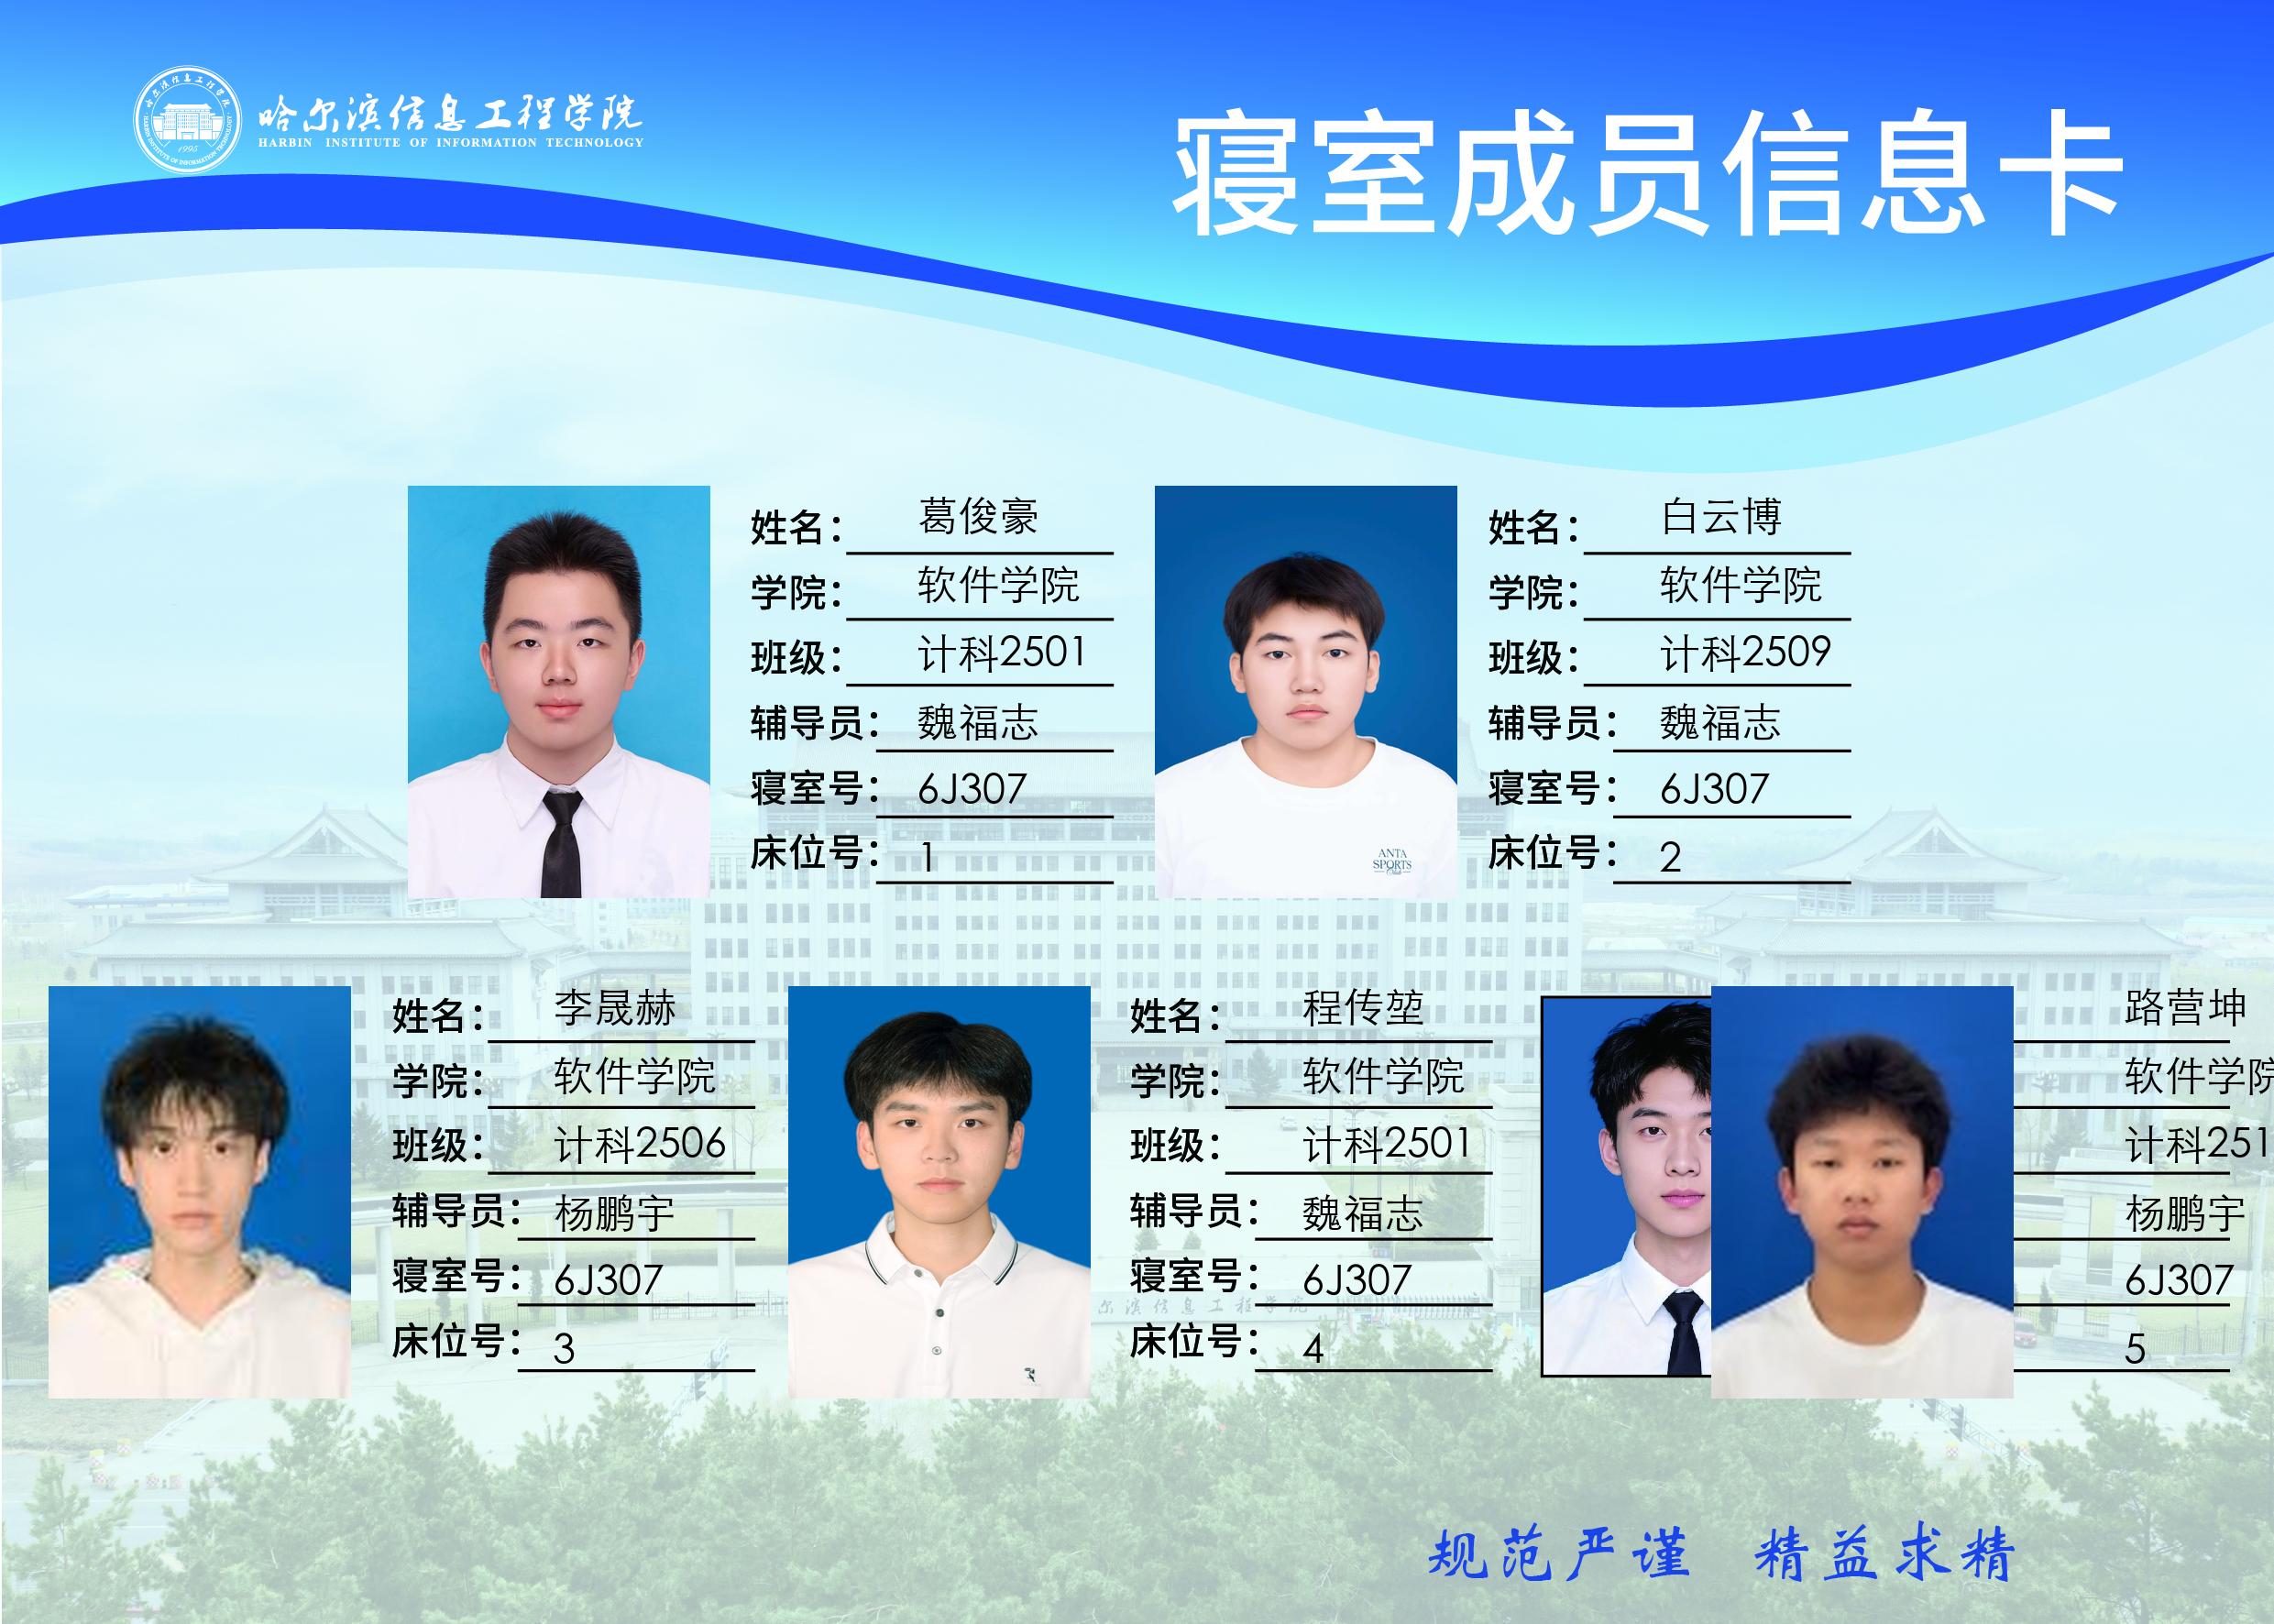 哈尔滨信息工程学院
HARBIN INSTITUTE OF INFORMATION TECHNOLOGY
1995
寝室成员信息卡
姓名： 葛俊豪
学院： 软件学院
班级： 计科2501
辅导员： 魏福志
寝室号： 6J307
床位号： 1
姓名： 白云博
学院： 软件学院
班级： 计科2509
辅导员： 魏福志
寝室号： 6J307
床位号： 2
ANTA
SPORTS
Club
姓名： 李晟赫
学院： 软件学院
班级： 计科2506
辅导员： 杨鹏宇
寝室号： 6J307
床位号： 3
姓名： 程传堃
学院： 软件学院
班级： 计科2501
辅导员： 魏福志
寝室号： 6J307
床位号： 4
路营坤
软件学院
计科251
杨鹏宇
6J307
5
尔滨信息工程学院
规范严谨 精益求精